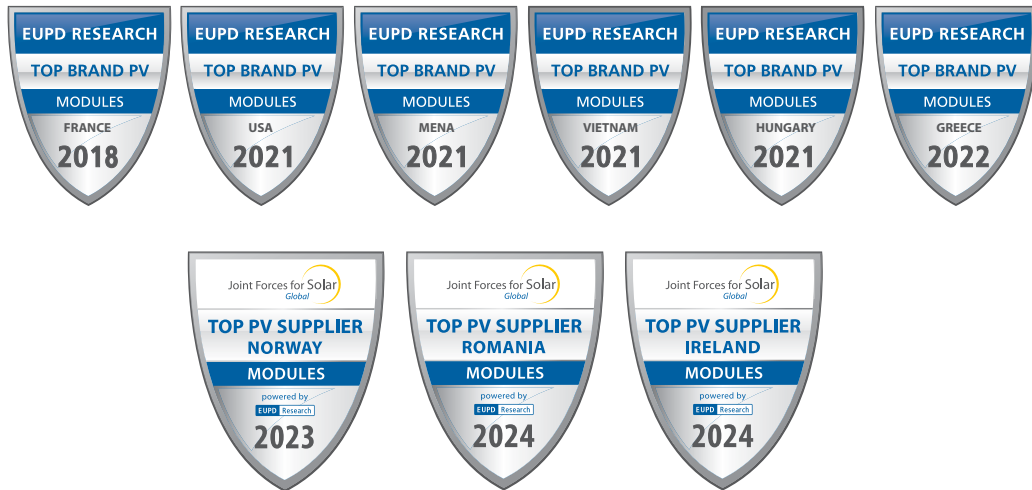 EUPD RESEARCH
TOP BRAND PV
MODULES
FRANCE
2018
EUPD RESEARCH
TOP BRAND PV
MODULES
USA
2021
EUPD RESEARCH
TOP BRAND PV
MODULES
MENA
2021
EUPD RESEARCH
TOP BRAND PV
MODULES
VIETNAM
2021
EUPD RESEARCH
TOP BRAND PV
MODULES
HUNGARY
2021
EUPD RESEARCH
TOP BRAND PV
MODULES
GREECE
2022
Joint Forces for Solar
Global
TOP PV SUPPLIER
NORWAY
MODULES
powered by
EUPD Research
2023
Joint Forces for Solar
Global
TOP PV SUPPLIER
ROMANIA
MODULES
powered by
EUPD Research
2024
Joint Forces for Solar
Global
TOP PV SUPPLIER
IRELAND
MODULES
powered by
EUPD Research
2024